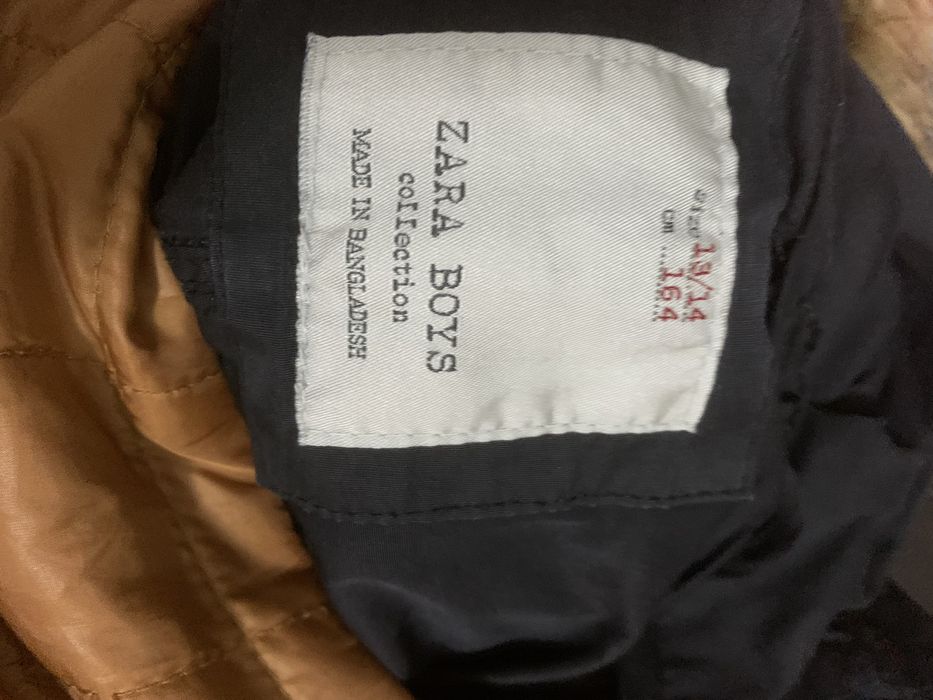 size 13/14
cm ....164
ZARA BOYS
collection
MADE IN BANGLADESH